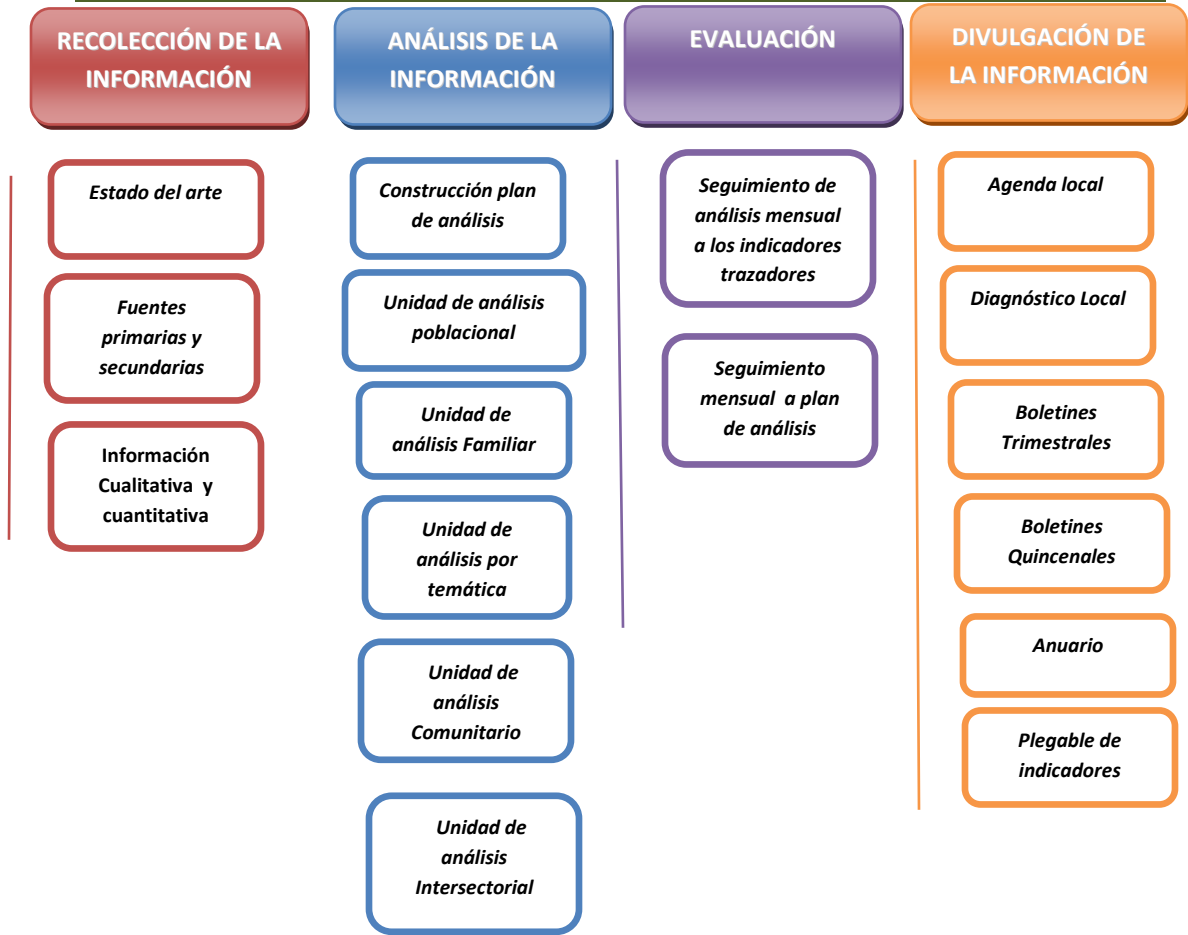 RECOLECCIÓN DE LA
INFORMACIÓN
Estado del arte
Fuentes
primarias y
secundarias
Información
Cualitativa y
cuantitativa
ANÁLISIS DE LA
INFORMACIÓN
Construcción plan
de análisis
Unidad de análisis
poblacional
Unidad de
análisis Familiar
Unidad de
análisis por
temática
Unidad de
análisis
Comunitario
Unidad de
análisis
Intersectorial
EVALUACIÓN
Seguimiento de
análisis mensual
a los indicadores
trazadores
Seguimiento
mensual a plan
de análisis
DIVULGACIÓN DE
LA INFORMACIÓN
Agenda local
Diagnóstico Local
Boletines
Trimestrales
Boletines
Quincenales
Anuario
Plegable de
indicadores